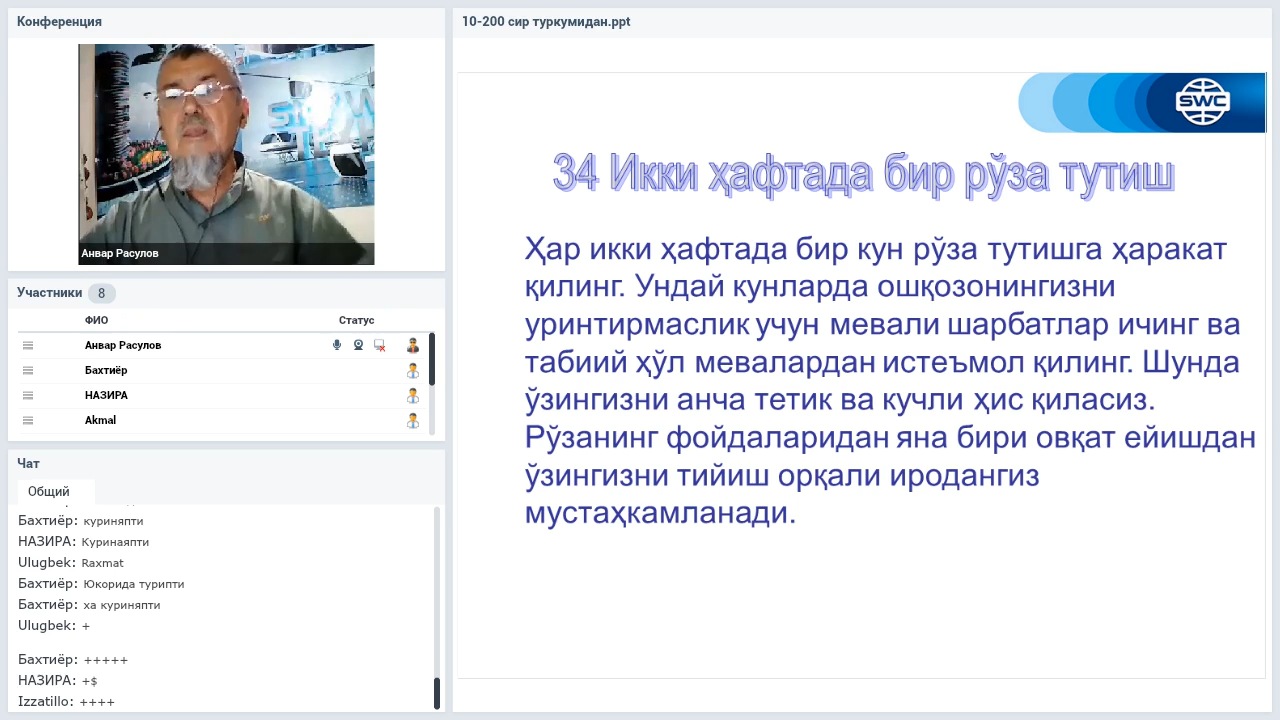 Конференция
Анвар Расулов
Участники 8
ФИО Статус
Анвар Расулов
Бахтиёр
НАЗИРА
Akmal
Чат
Общий
Бахтиёр: куриняпти
НАЗИРА: Куринаяпти
Ulugbek: Raxmat
Бахтиёр: Юкорида турипти
Бахтиёр: ха куриняпти
Ulugbek: +
Бахтиёр: +++++
НАЗИРА: +$
Izzatillo: ++++
10-200 сир туркумидан.ppt
SWC
34 Икки ҳафтада бир рўза тутиш
Ҳар икки ҳафтада бир кун рўза тутишга ҳаракат
қилинг. Ундай кунларда ошқозонингизни
уринтирмаслик учун мевали шарбатлар ичинг ва
табиий ҳўл мевалардан истеъмол қилинг. Шунда
ўзингизни анча тетик ва кучли ҳис қиласиз.
Рўзанинг фойдаларидан яна бири овқат ейишдан
ўзингизни тийиш орқали иродангиз
мустаҳкамланади.